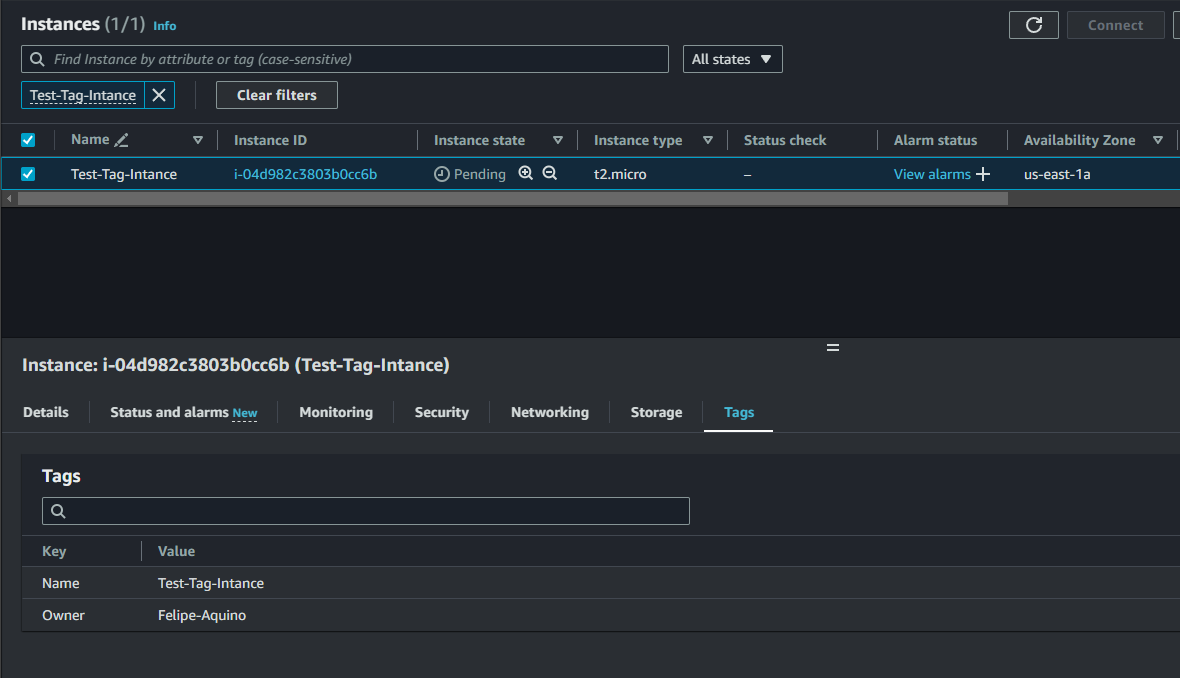 Instances (1/1) Info
Connect
Find Instance by attribute or tag (case-sensitive)
All states
Test-Tag-Intance
Clear filters
Name Instance ID Instance state Instance type Status check Alarm status Availability Zone
Test-Tag-Intance i-04d982c3803b0cc6b Pending t2.micro – View alarms us-east-1a
Instance: i-04d982c3803b0cc6b (Test-Tag-Intance)
Details Status and alarms New Monitoring Security Networking Storage Tags
Tags
Key Value
Name Test-Tag-Intance
Owner Felipe-Aquino